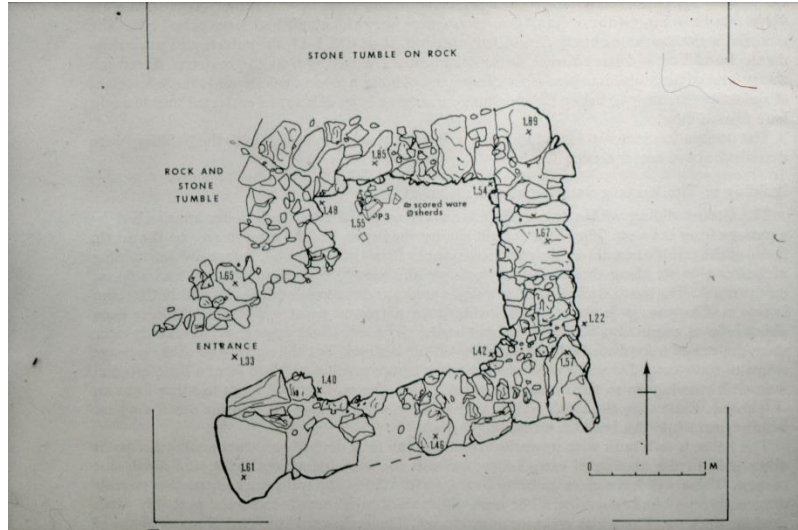 STONE TUMBLE ON ROCK
1.89
1.85
ROCK AND
STONE
TUMBLE
1.54
1.48
1.55
P3
scored ware
sherds
1.67
1.65
1.22
ENTRANCE
1.33
1.42
1.57
1.40
1.46
1.61
0
1 M